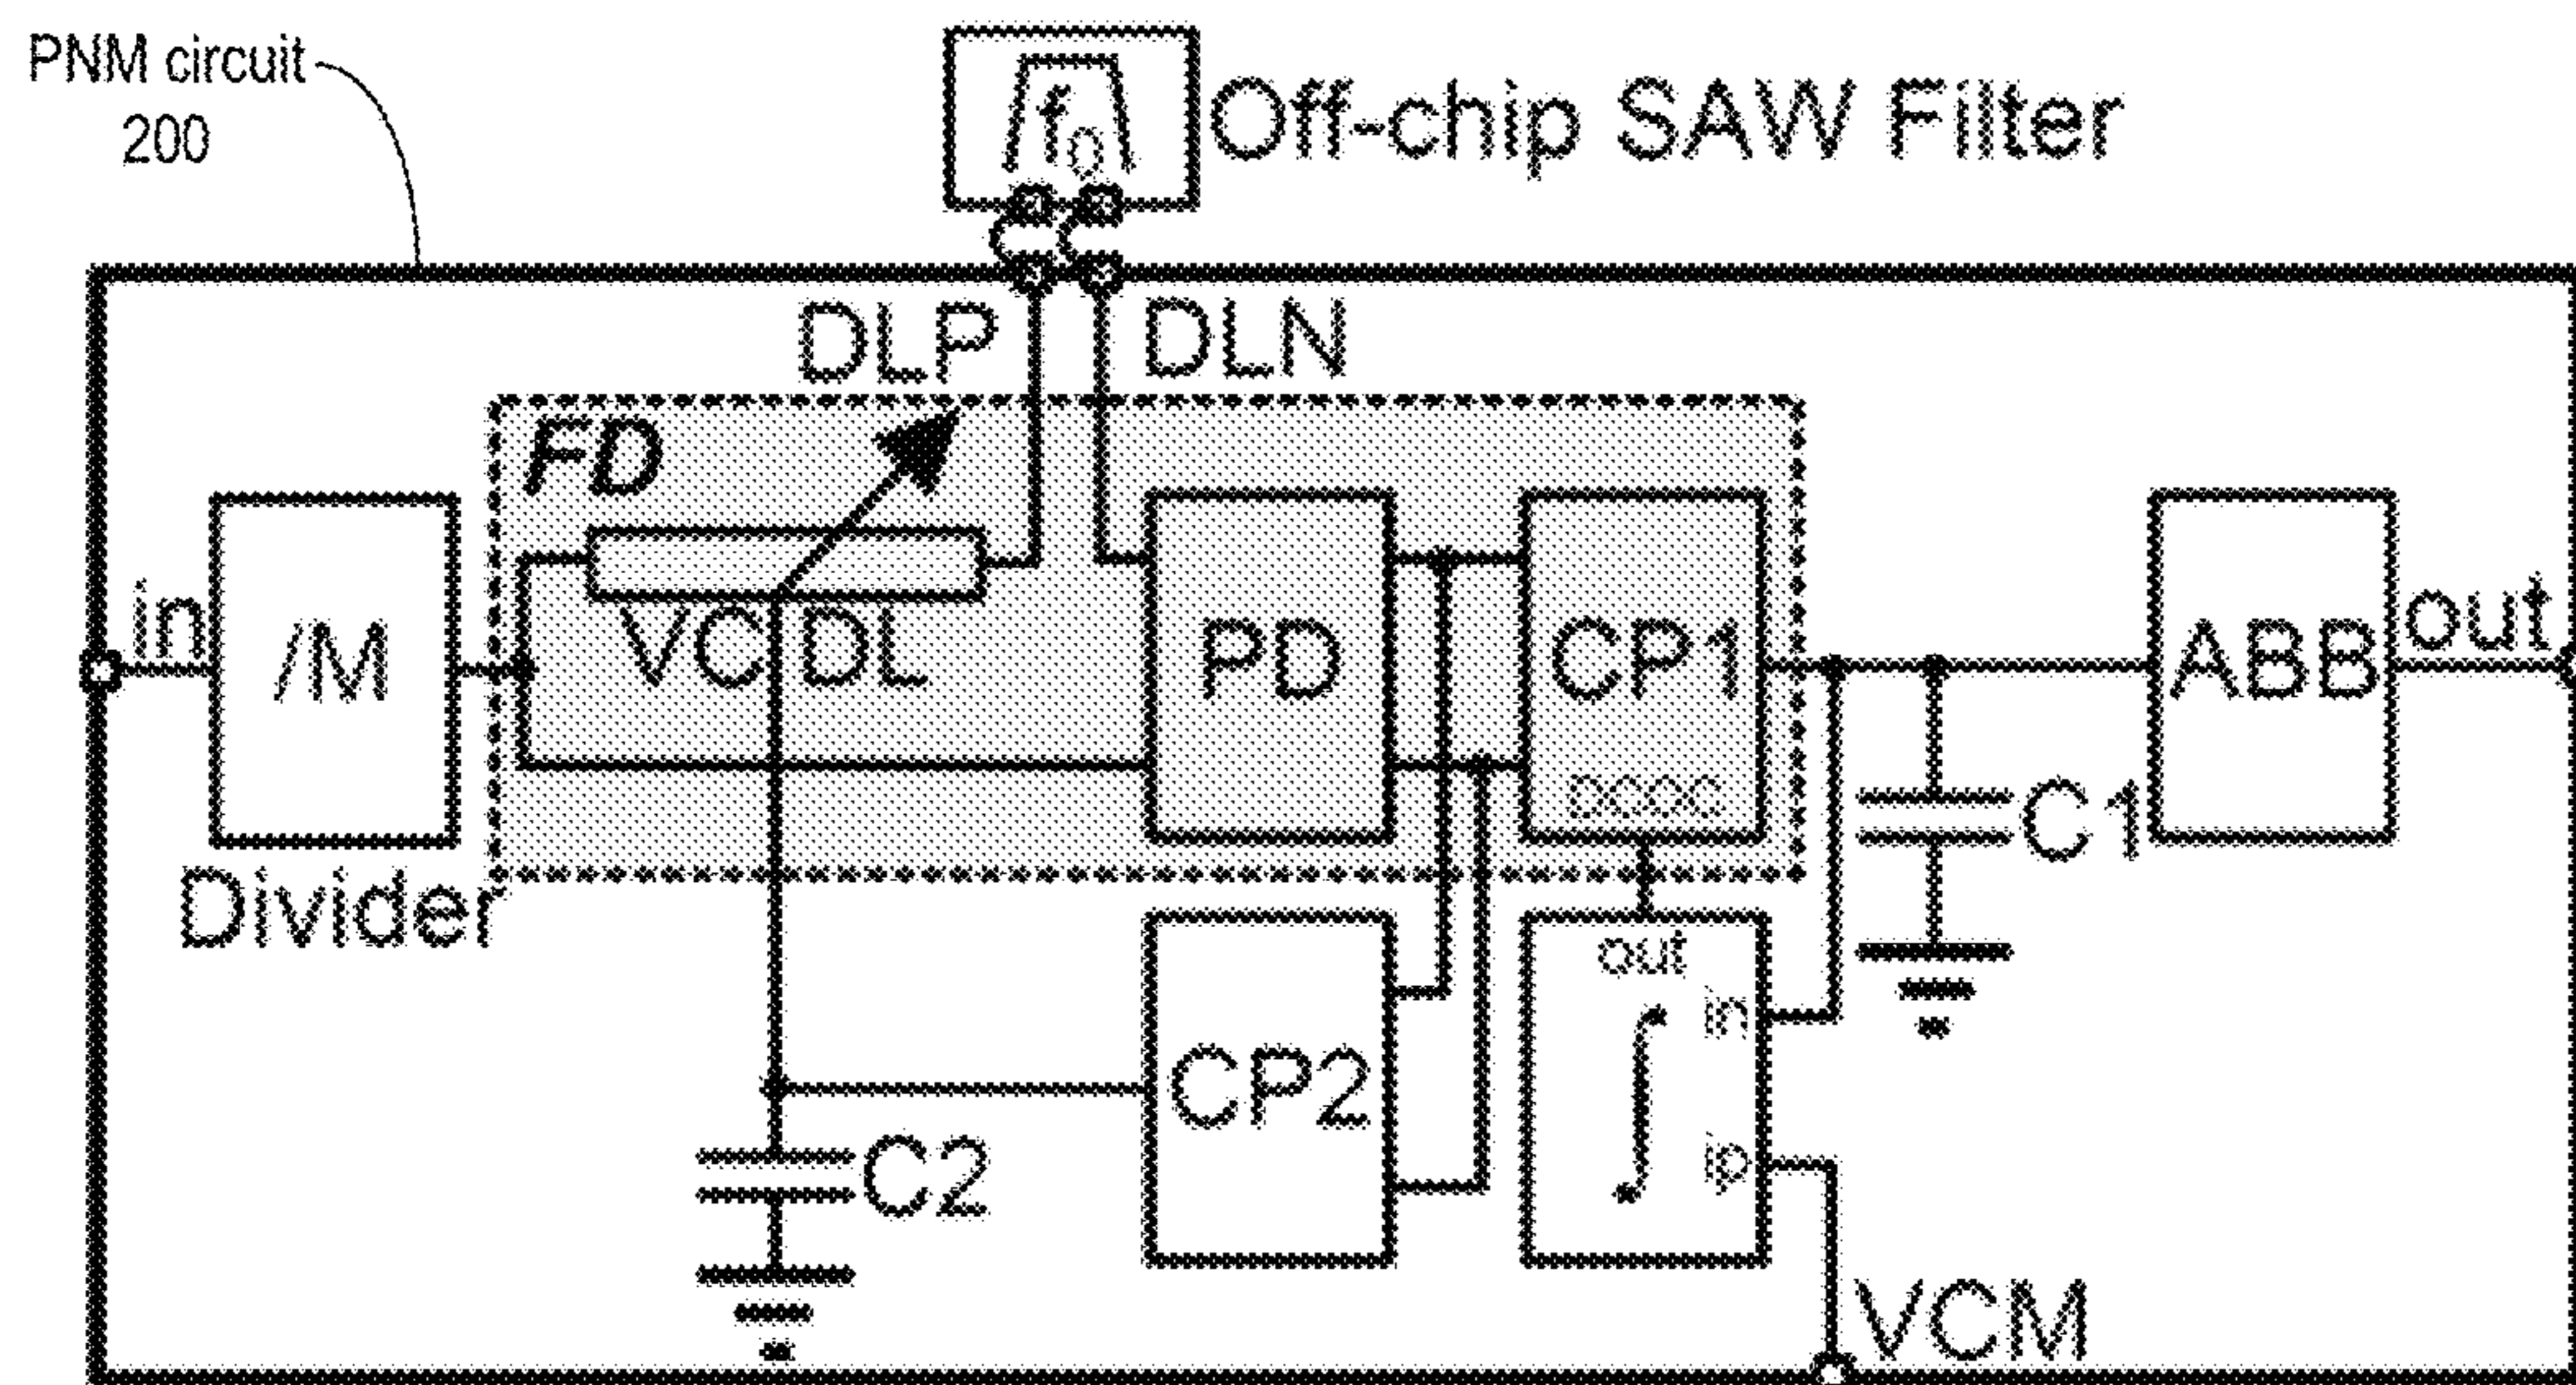 PNM circuit
200
f0
Off-chip SAW Filter
DLP
DLN
FD
in
/M
VCDL
PD
CP1
ABB
out
DCOC
C1
Divider
out
in
CP2
ip
C2
VCM